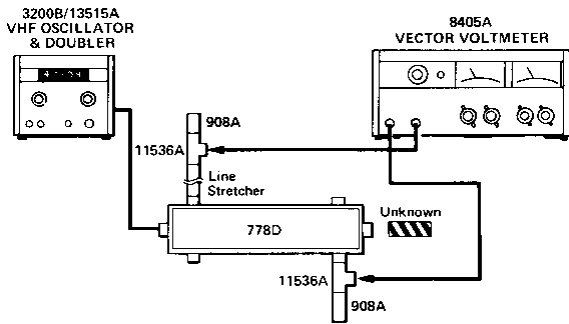 3200B/13515A
VHF OSCILLATOR
& DOUBLER
8405A
VECTOR VOLTMETER
908A
11536A
Line
Stretcher
778D
Unknown
11536A
908A